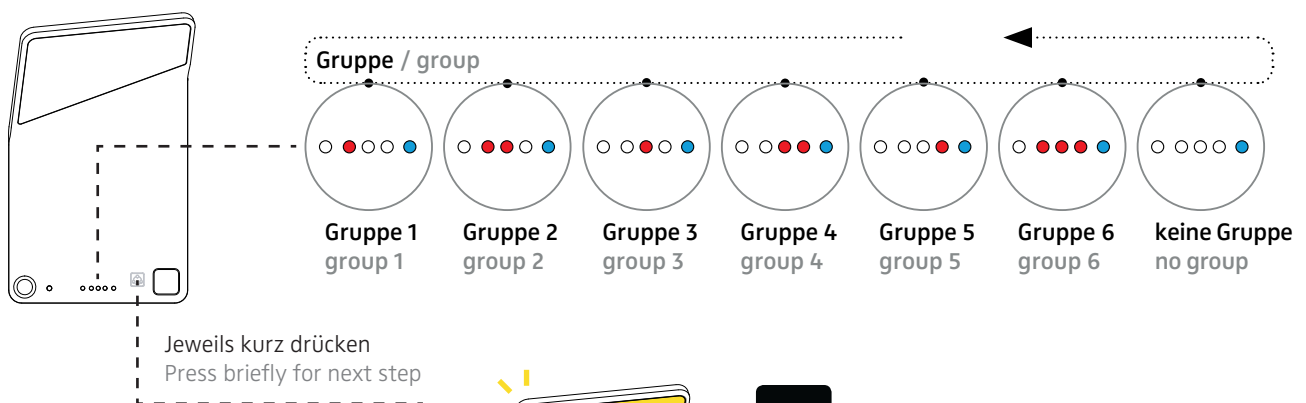 Gruppe / group
Gruppe 1 Gruppe 2 Gruppe 3 Gruppe 4 Gruppe 5 Gruppe 6 keine Gruppe
group 1 group 2 group 3 group 4 group 5 group 6 no group
Jeweils kurz drücken
Press briefly for next step